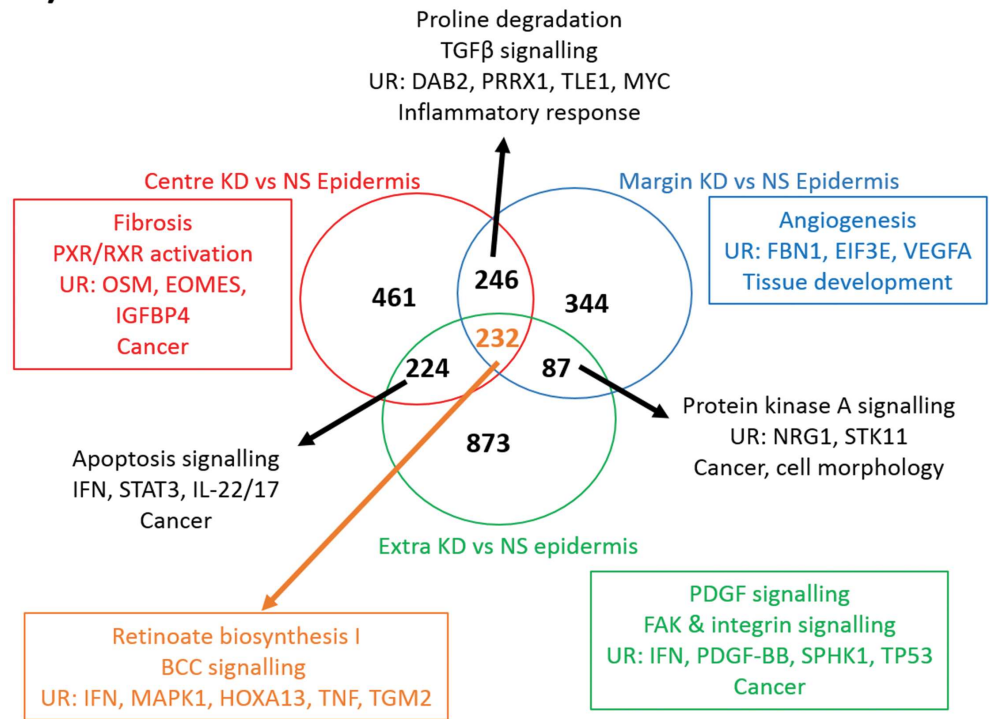 Proline degradation
TGFβ signalling
UR: DAB2, PRRX1, TLE1, MYC
Inflammatory response
Centre KD vs NS Epidermis
Margin KD vs NS Epidermis
Fibrosis
PXR/RXR activation
UR: OSM, EOMES,
IGFBP4
Cancer
Angiogenesis
UR: FBN1, EIF3E, VEGFA
Tissue development
461
246
344
232
224
87
873
Apoptosis signalling
IFN, STAT3, IL-22/17
Cancer
Protein kinase A signalling
UR: NRG1, STK11
Cancer, cell morphology
Extra KD vs NS epidermis
Retinoate biosynthesis I
BCC signalling
UR: IFN, MAPK1, HOXA13, TNF, TGM2
PDGF signalling
FAK & integrin signalling
UR: IFN, PDGF-BB, SPHK1, TP53
Cancer